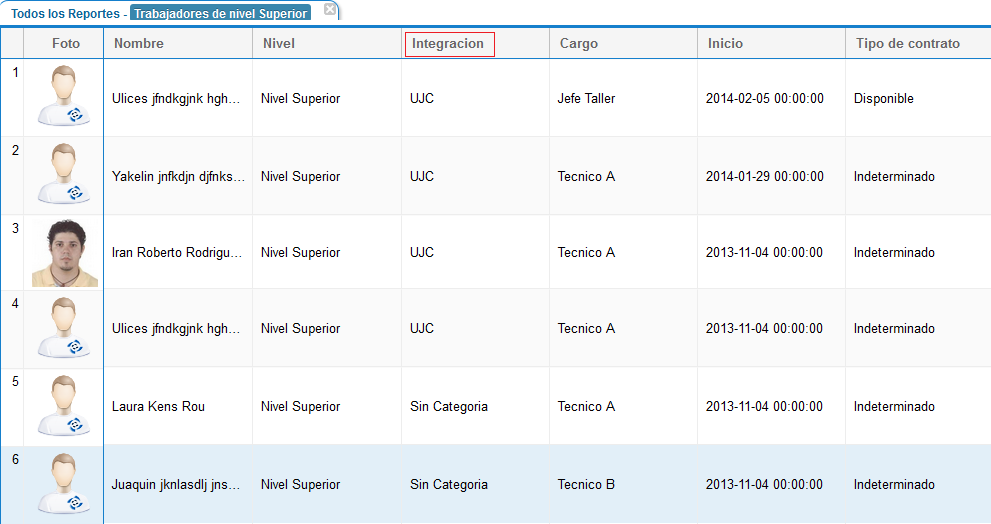 Todos los Reportes - Trabajadores de nivel Superior
Foto Nombre Nivel Integracion Cargo Inicio Tipo de contrato
1 Ulices jfndkgjnk hgh... Nivel Superior UJC Jefe Taller 2014-02-05 00:00:00 Disponible
2 Yakelin jnfkdjn djfnks... Nivel Superior UJC Tecnico A 2014-01-29 00:00:00 Indeterminado
3 Iran Roberto Rodrigu... Nivel Superior UJC Tecnico A 2013-11-04 00:00:00 Indeterminado
4 Ulices jfndkgjnk hgh... Nivel Superior UJC Tecnico A 2013-11-04 00:00:00 Indeterminado
5 Laura Kens Rou Nivel Superior Sin Categoria Tecnico A 2013-11-04 00:00:00 Indeterminado
6 Juaquin jknlasdlj jns... Nivel Superior Sin Categoria Tecnico B 2013-11-04 00:00:00 Indeterminado